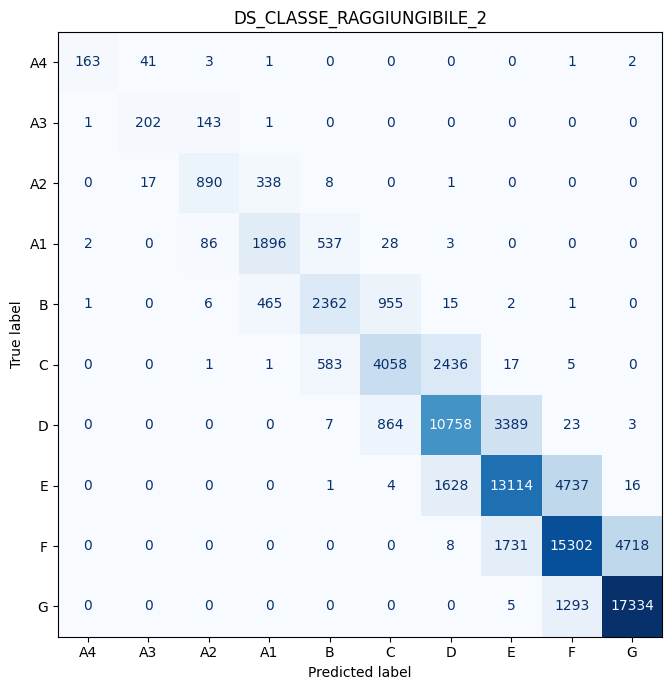 DS_CLASSE_RAGGIUNGIBILE_2
A4 163 41 3 1 0 0 0 0 1 2
A3 1 202 143 1 0 0 0 0 0 0
A2 0 17 890 338 8 0 1 0 0 0
A1 2 0 86 1896 537 28 3 0 0 0
B 1 0 6 465 2362 955 15 2 1 0
C 0 0 1 1 583 4058 2436 17 5 0
D 0 0 0 0 7 864 10758 3389 23 3
E 0 0 0 0 1 4 1628 13114 4737 16
F 0 0 0 0 0 0 8 1731 15302 4718
G 0 0 0 0 0 0 0 5 1293 17334
A4 A3 A2 A1 B C D E F G
Predicted label
True label